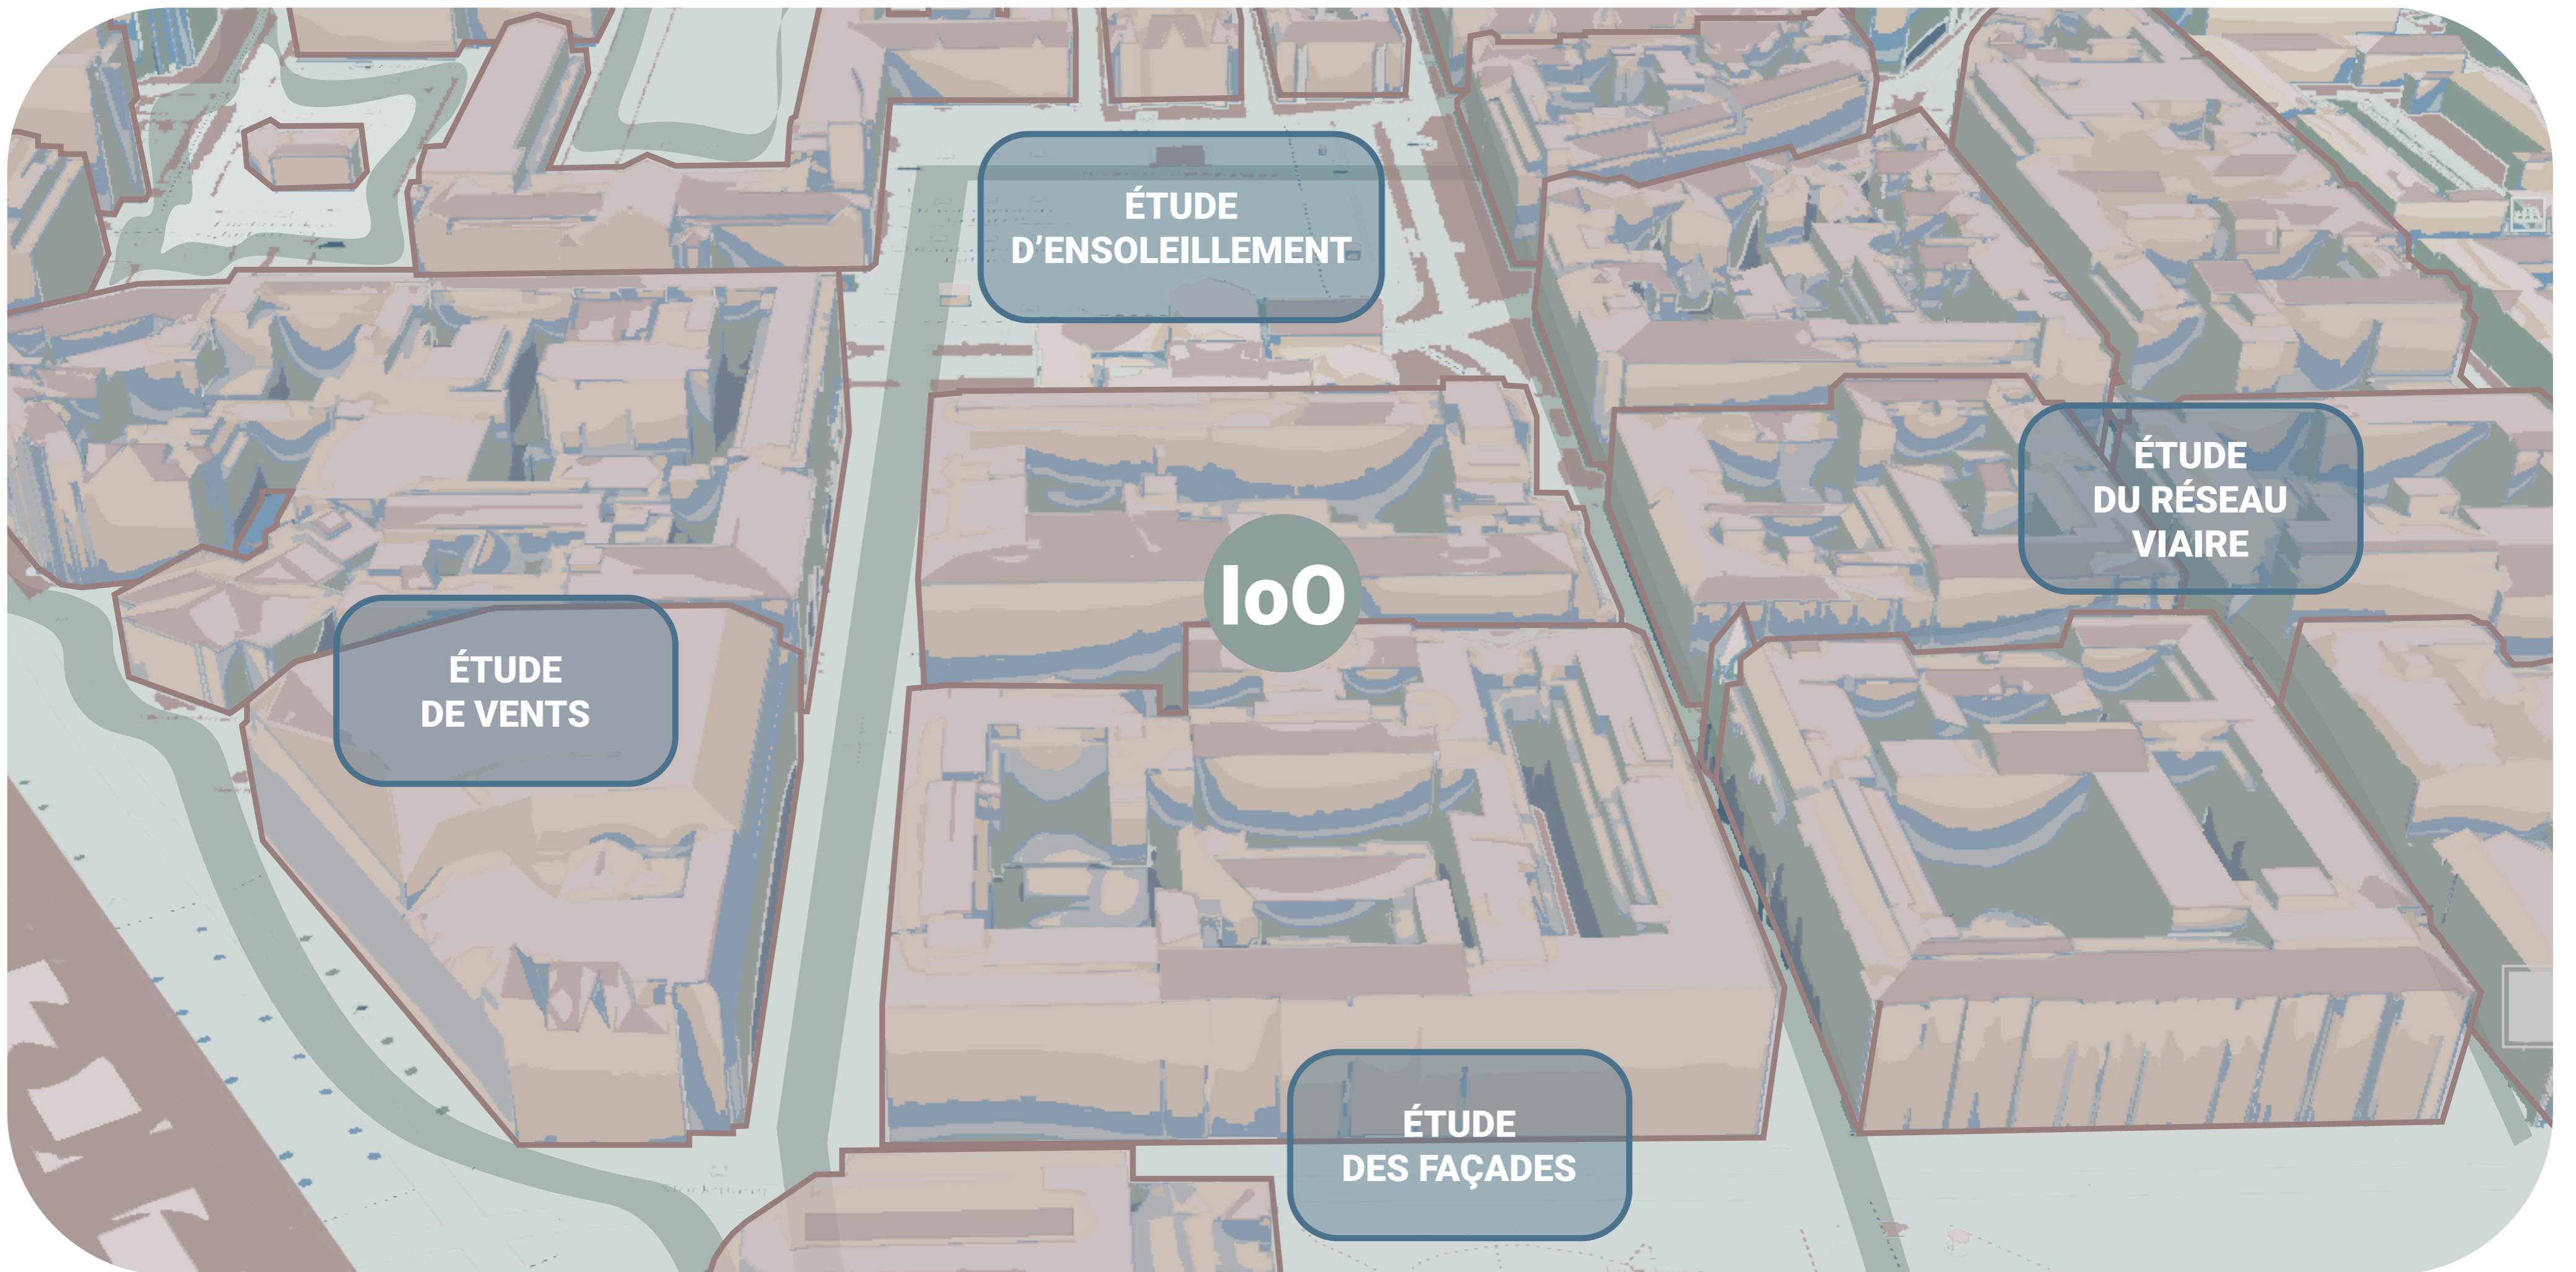 ÉTUDE
D’ENSOLEILLEMENT
ÉTUDE
DU RÉSEAU
VIAIRE
IoO
ÉTUDE
DE VENTS
ÉTUDE
DES FAÇADES